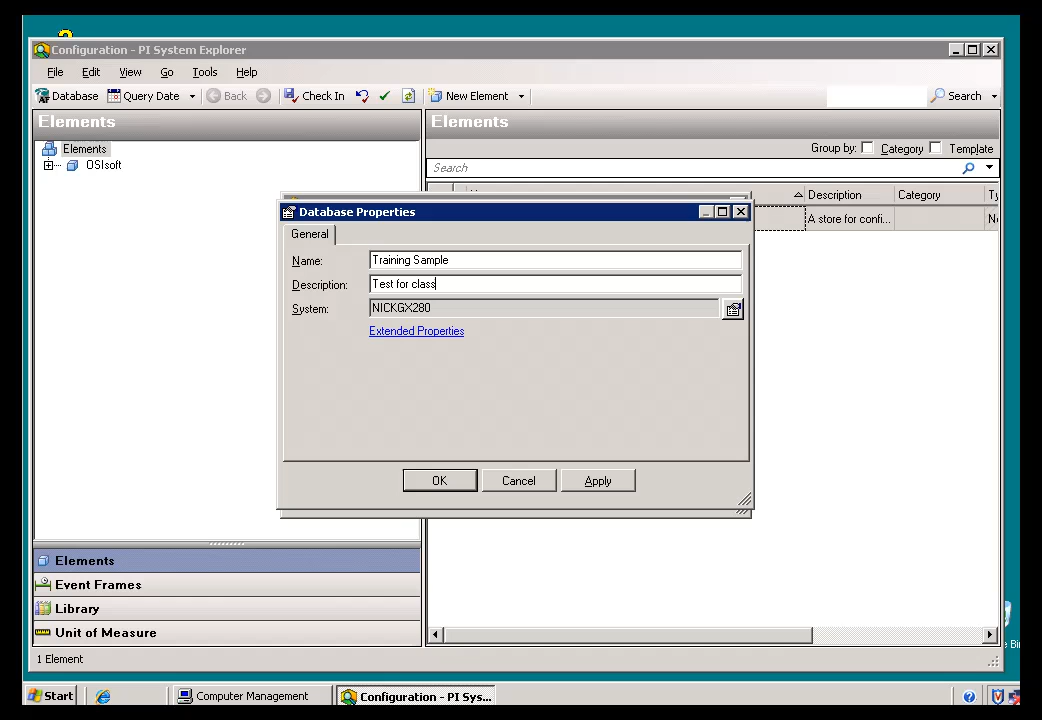 Configuration - PI System Explorer
File Edit View Go Tools Help
Database Query Date Back Check In New Element Search
Elements
Elements
OSIsoft
Elements
Group by: Category Template
Search
Description Category
A store for confi...
Database Properties
General
Name: Training Sample
Description: Test for class
System: NICKGX280
Extended Properties
OK Cancel Apply
Elements
Event Frames
Library
Unit of Measure
1 Element
Start Computer Management Configuration - PI Sys...